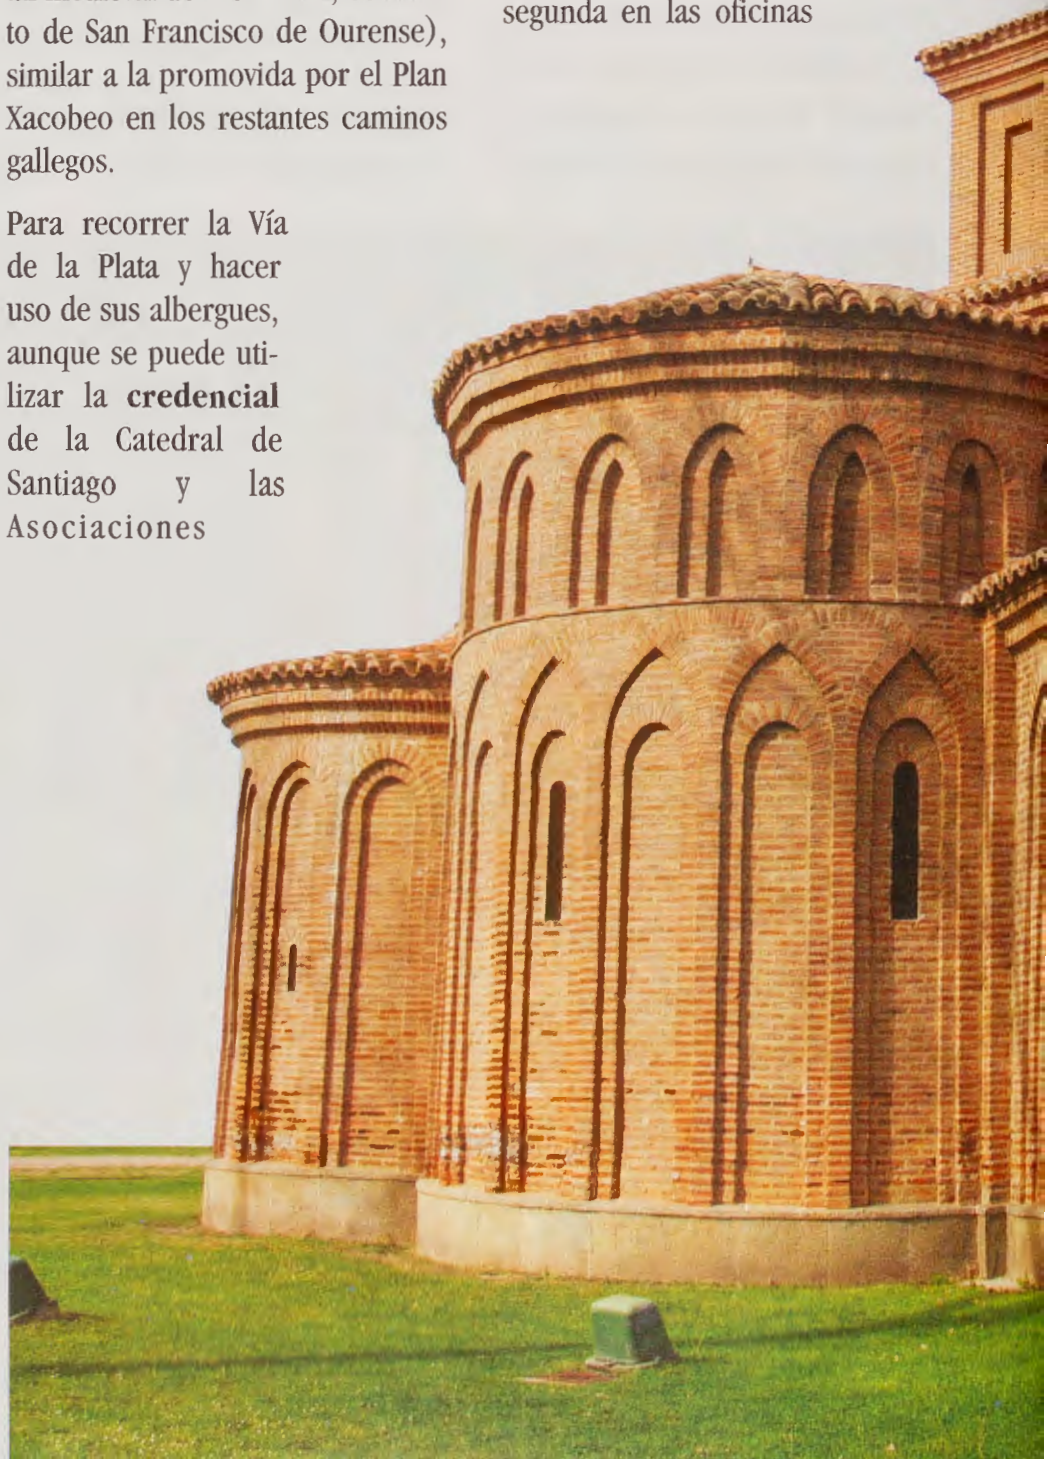 to de San Francisco de Ourense),
similar a la promovida por el Plan
Xacobeo en los restantes caminos
gallegos.
Para recorrer la Vía
de la Plata y hacer
uso de sus albergues,
aunque se puede uti-
lizar la credencial
de la Catedral de
Santiago y las
Asociaciones
segunda en las oficinas